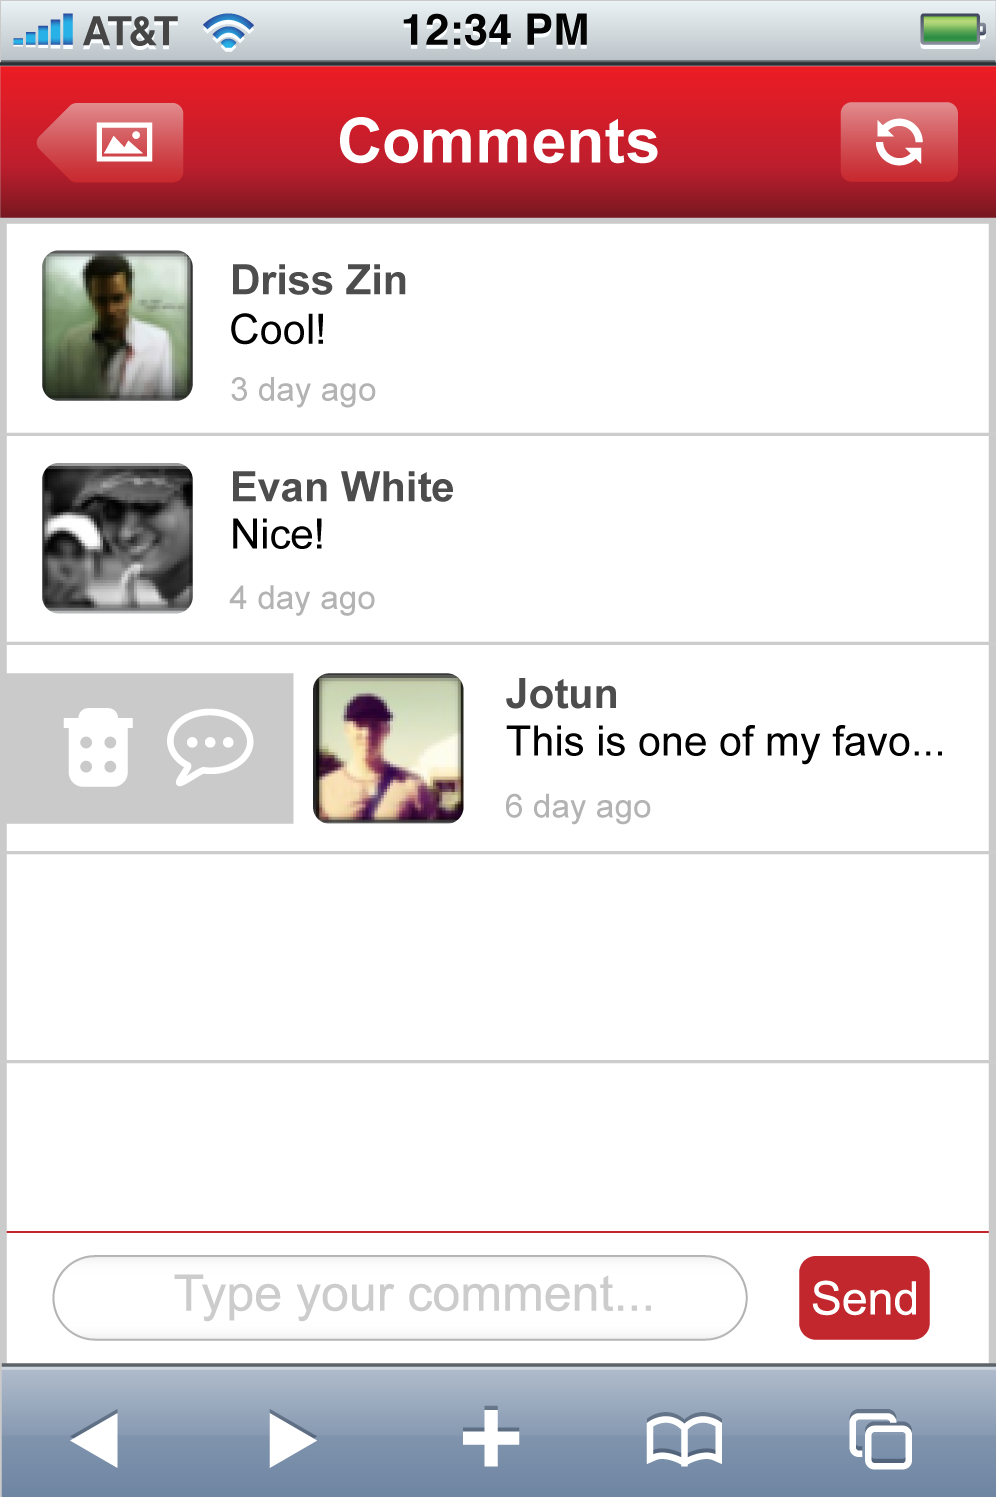 AT&T 12:34 PM
Comments
Driss Zin
Cool!
3 day ago
Evan White
Nice!
4 day ago
Jotun
This is one of my favo...
6 day ago
Type your comment...
Send